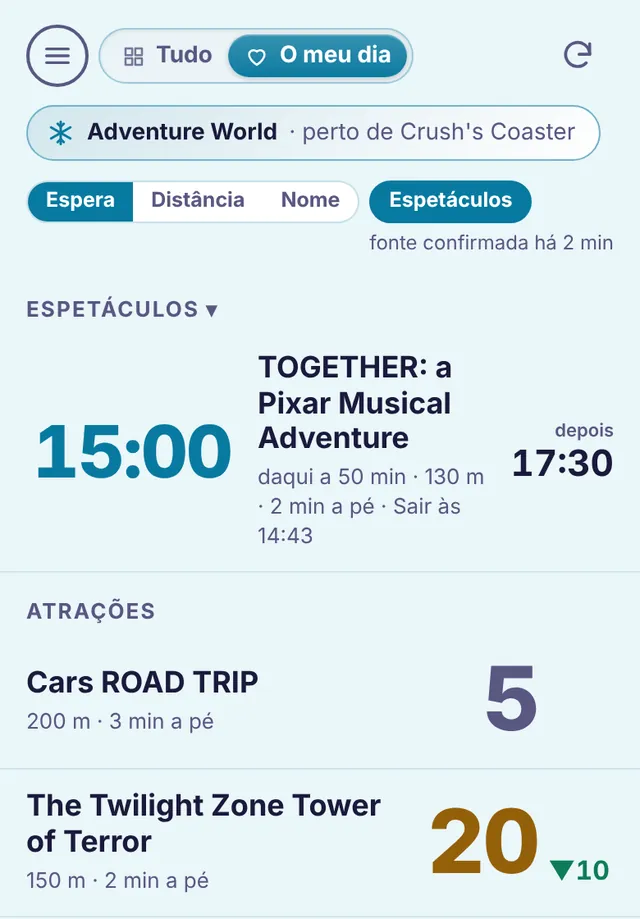 Tudo
O meu dia
Adventure World · perto de Crush's Coaster
Espera
Distância
Nome
Espetáculos
fonte confirmada há 2 min
ESPETÁCULOS ▼
15:00
TOGETHER: a
Pixar Musical
Adventure
daqui a 50 min · 130 m
· 2 min a pé · Sair às
14:43
depois
17:30
ATRAÇÕES
Cars ROAD TRIP
200 m · 3 min a pé
5
The Twilight Zone Tower
of Terror
150 m · 2 min a pé
20
▼10